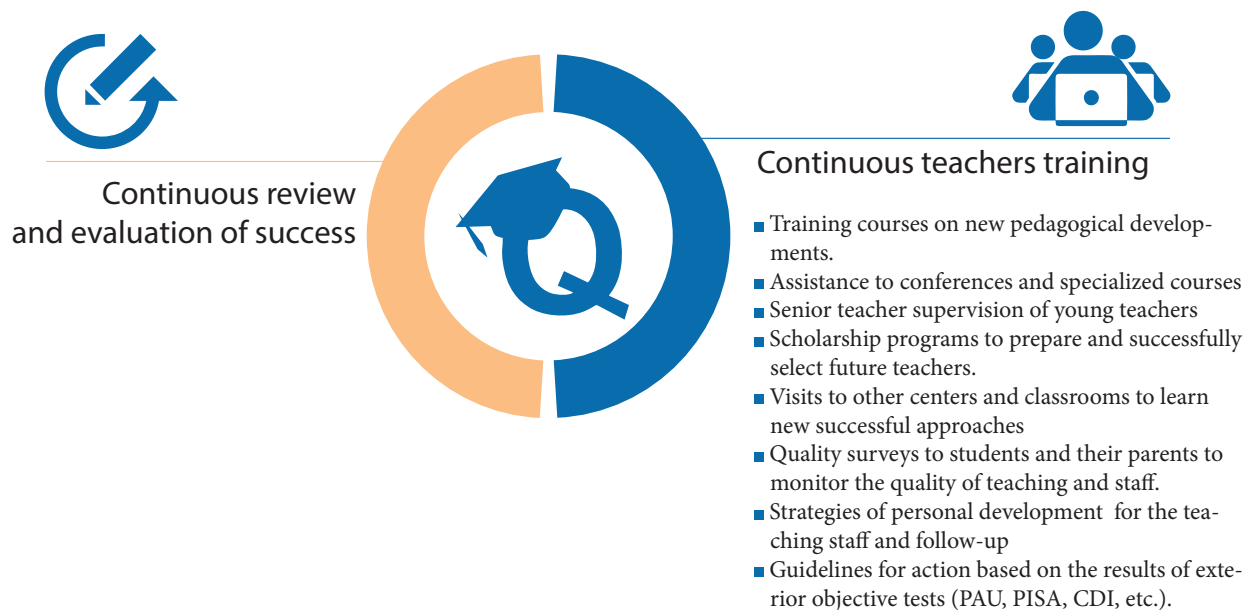 Continuous review
and evaluation of success
Continuous teachers training
Training courses on new pedagogical develop-
ments.
Assistance to conferences and specialized courses
Senior teacher supervision of young teachers
Scholarship programs to prepare and successfully
select future teachers.
Visits to other centers and classrooms to learn
new successful approaches
Quality surveys to students and their parents to
monitor the quality of teaching and staff.
Strategies of personal development  for the tea-
ching staff and follow-up
Guidelines for action based on the results of exte-
rior objective tests (PAU, PISA, CDI, etc.).
Q